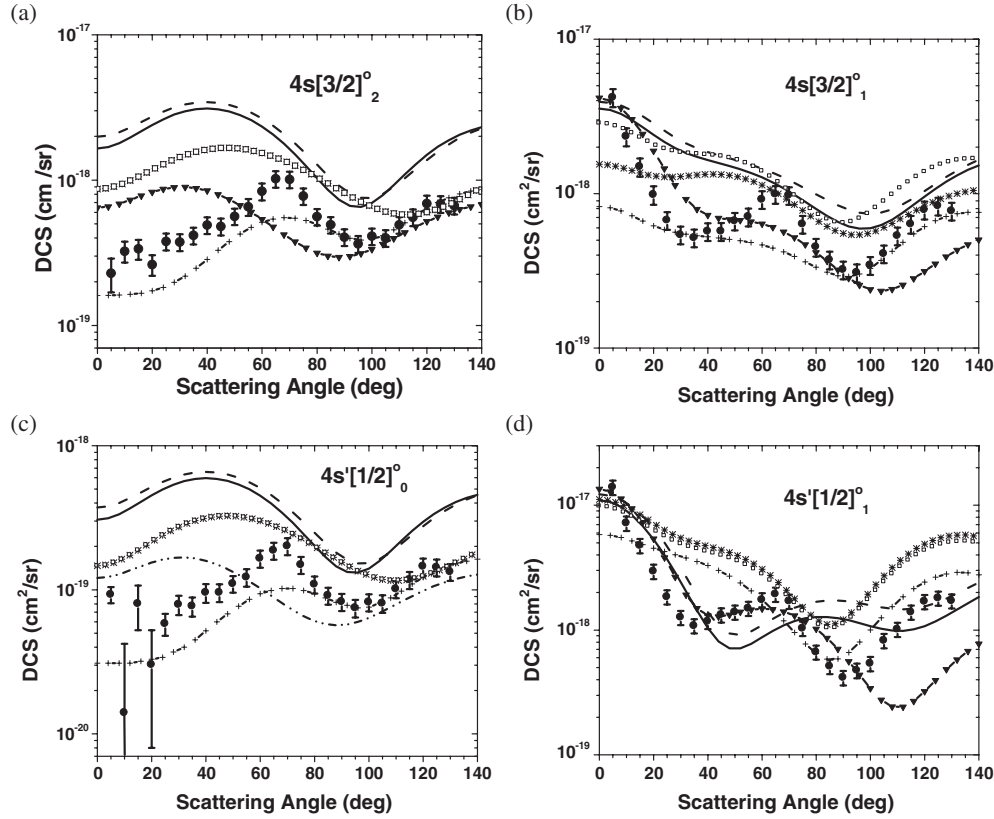 (a)
10⁻¹⁷
10⁻¹⁸
10⁻¹⁹
DCS (cm /sr)
4s[3/2]°₂
0 20 40 60 80 100 120 140
Scattering Angle (deg)
(b)
10⁻¹⁷
10⁻¹⁸
10⁻¹⁹
DCS (cm²/sr)
4s[3/2]°₁
0 20 40 60 80 100 120 140
Scattering Angle (deg)
(c)
10⁻¹⁸
10⁻¹⁹
10⁻²⁰
DCS (cm²/sr)
4s'[1/2]°₀
0 20 40 60 80 100 120 140
Scattering Angle (deg)
(d)
10⁻¹⁷
10⁻¹⁸
10⁻¹⁹
DCS (cm²/sr)
4s'[1/2]°₁
0 20 40 60 80 100 120 140
Scattering Angle (deg)